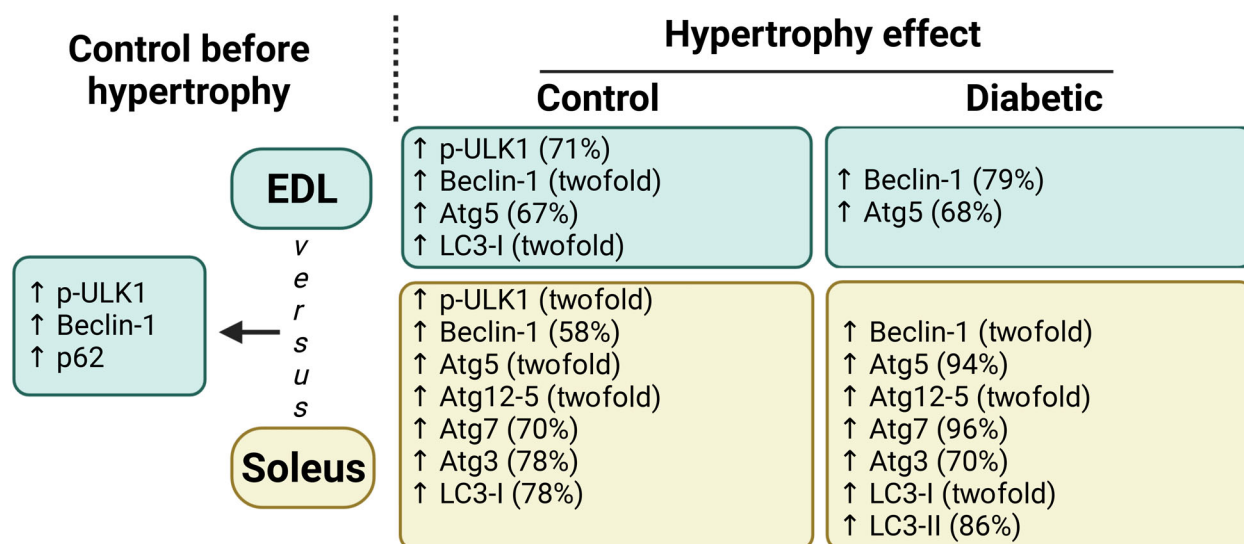 Control before
hypertrophy
Hypertrophy effect
Control
Diabetic
EDL
versus
Soleus
↑ p-ULK1
↑ Beclin-1
↑ p62
↑ p-ULK1 (71%)
↑ Beclin-1 (twofold)
↑ Atg5 (67%)
↑ LC3-I (twofold)
↑ Beclin-1 (79%)
↑ Atg5 (68%)
↑ p-ULK1 (twofold)
↑ Beclin-1 (58%)
↑ Atg5 (twofold)
↑ Atg12-5 (twofold)
↑ Atg7 (70%)
↑ Atg3 (78%)
↑ LC3-I (78%)
↑ Beclin-1 (twofold)
↑ Atg5 (94%)
↑ Atg12-5 (twofold)
↑ Atg7 (96%)
↑ Atg3 (70%)
↑ LC3-I (twofold)
↑ LC3-II (86%)